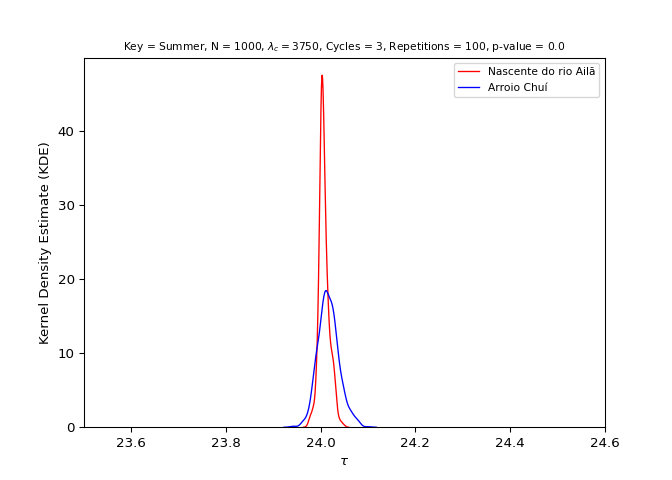 Key = Summer, N = 1000, λc = 3750, Cycles = 3, Repetitions = 100, p-value = 0.0
Nascente do rio Ailã
Arroio Chuí
Kernel Density Estimate (KDE)
40
30
20
10
0
23.6 23.8 24.0 24.2 24.4 24.6
τ